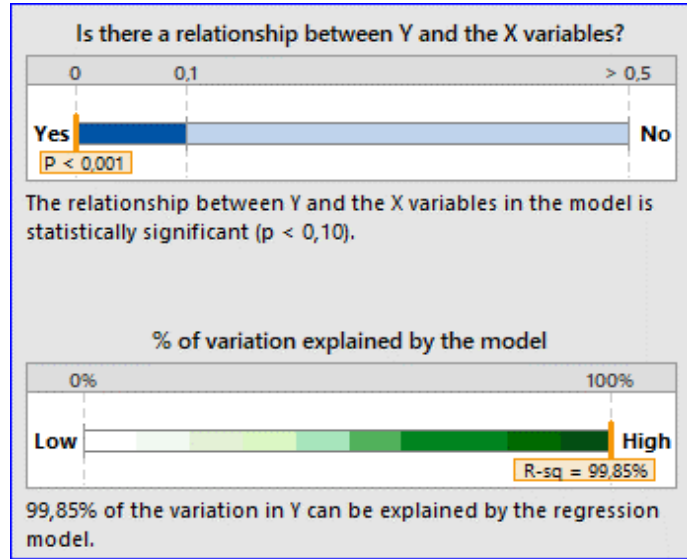 Is there a relationship between Y and the X variables?
0 0,1 > 0,5
Yes No
P < 0,001
The relationship between Y and the X variables in the model is
statistically significant (p < 0,10).
% of variation explained by the model
0% 100%
Low High
R-sq = 99,85%
99,85% of the variation in Y can be explained by the regression
model.